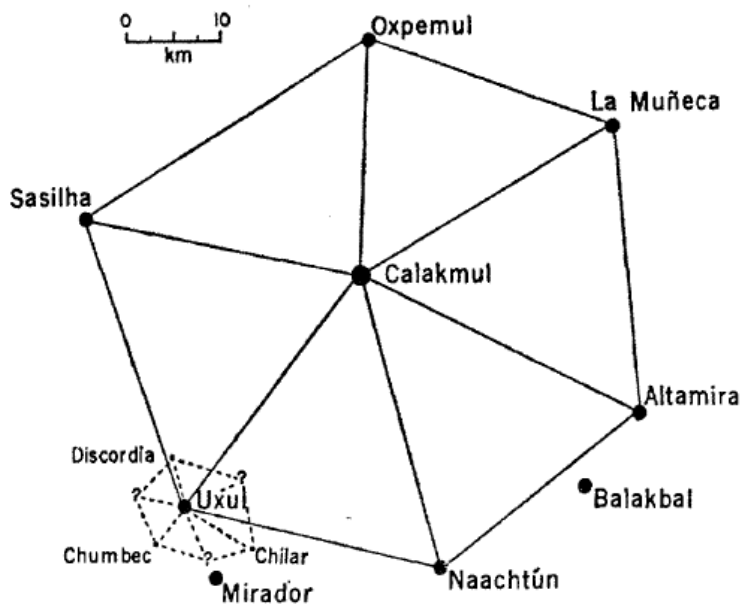 0 10
km
Oxpemul
La Muñeca
Sasilha
Calakmul
Altamira
Discordia
?
? Uxul
Balakbal
Chumbec ? Chilar
Naachtún
Mirador